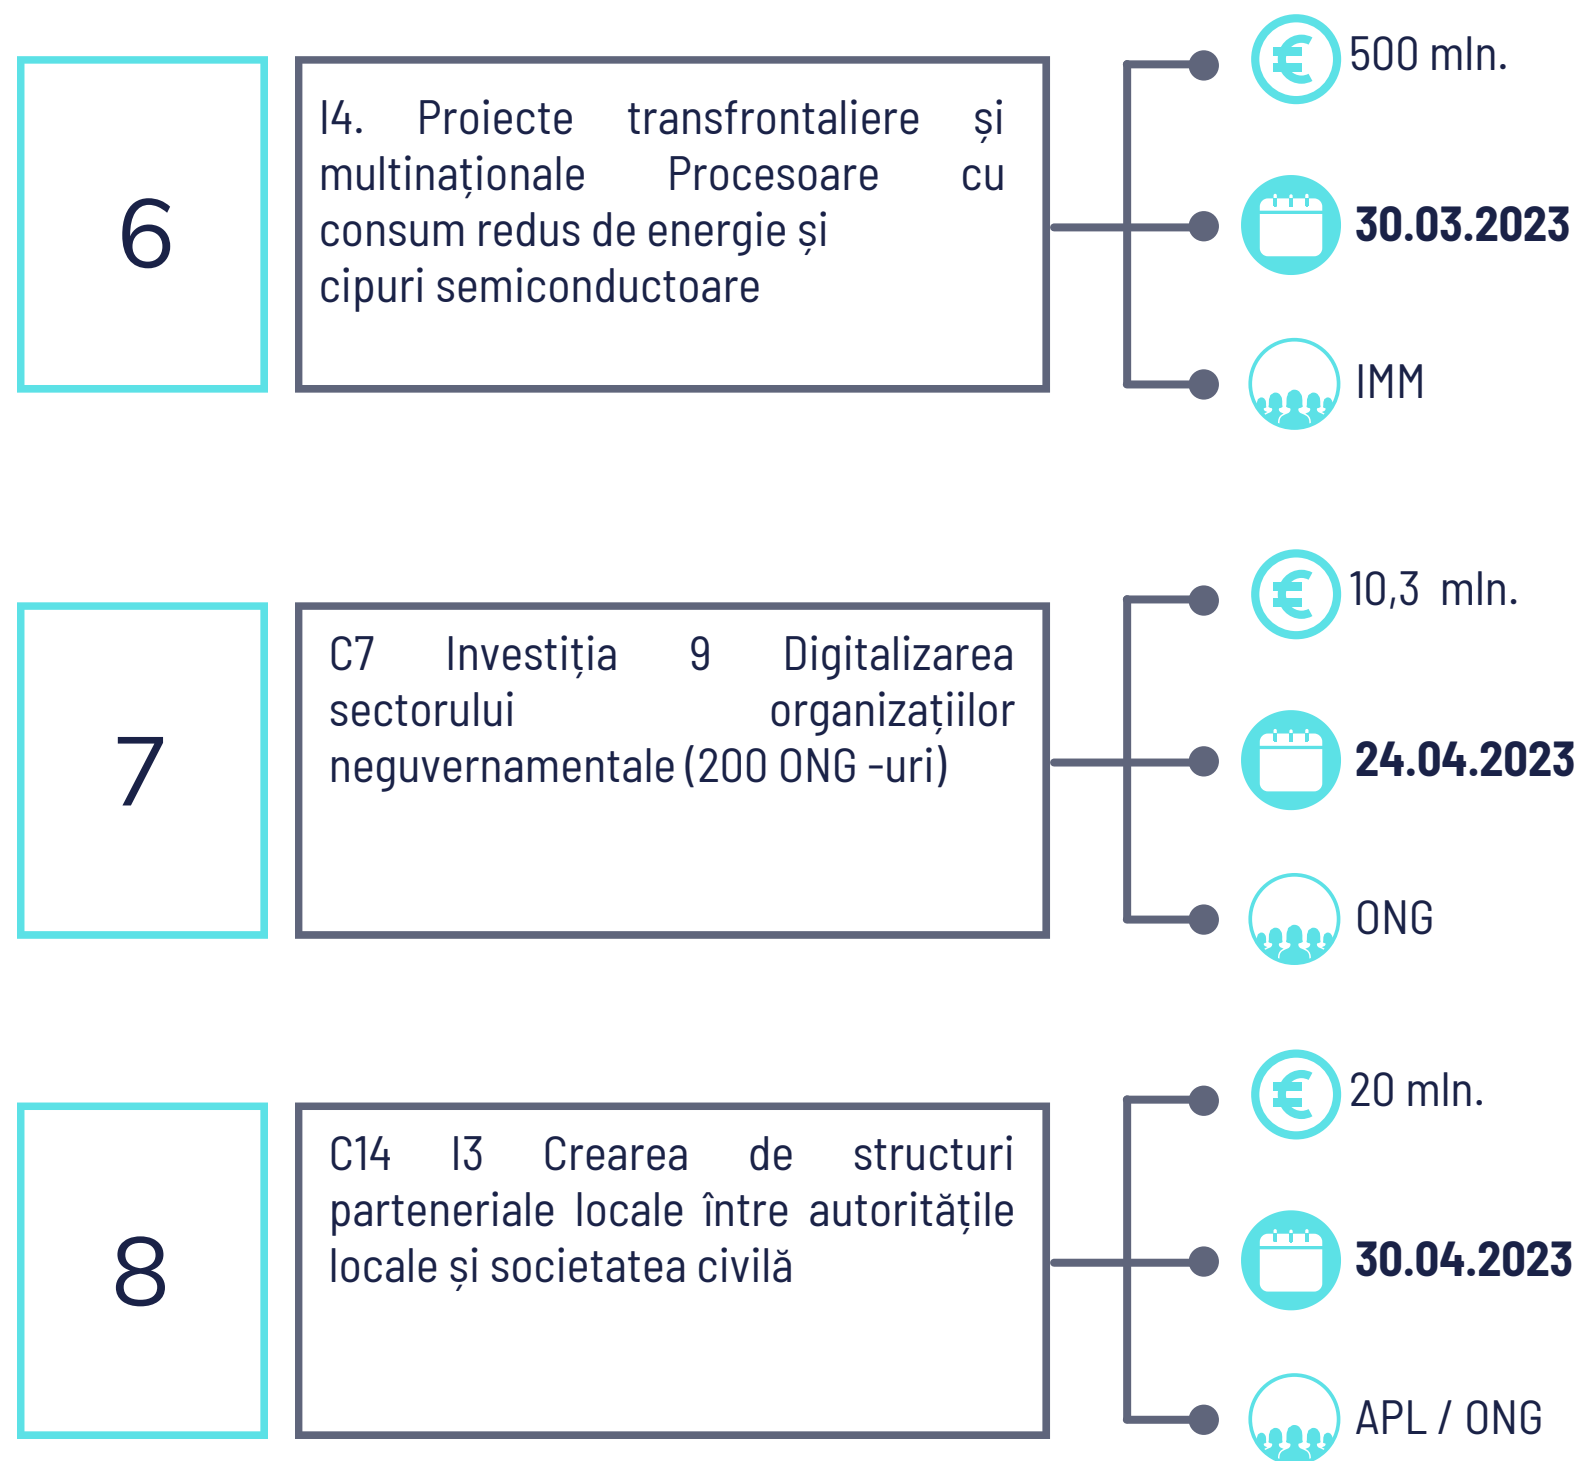 6
I4. Proiecte transfrontaliere și
multinaționale Procesoare cu
consum redus de energie și
cipuri semiconductoare
500 mln.
30.03.2023
IMM
7
C7 Investiția 9 Digitalizarea
sectorului organizațiilor
neguvernamentale (200 ONG -uri)
10,3 mln.
24.04.2023
ONG
8
C14 I3 Crearea de structuri
parteneriale locale între autoritățile
locale și societatea civilă
20 mln.
30.04.2023
APL / ONG